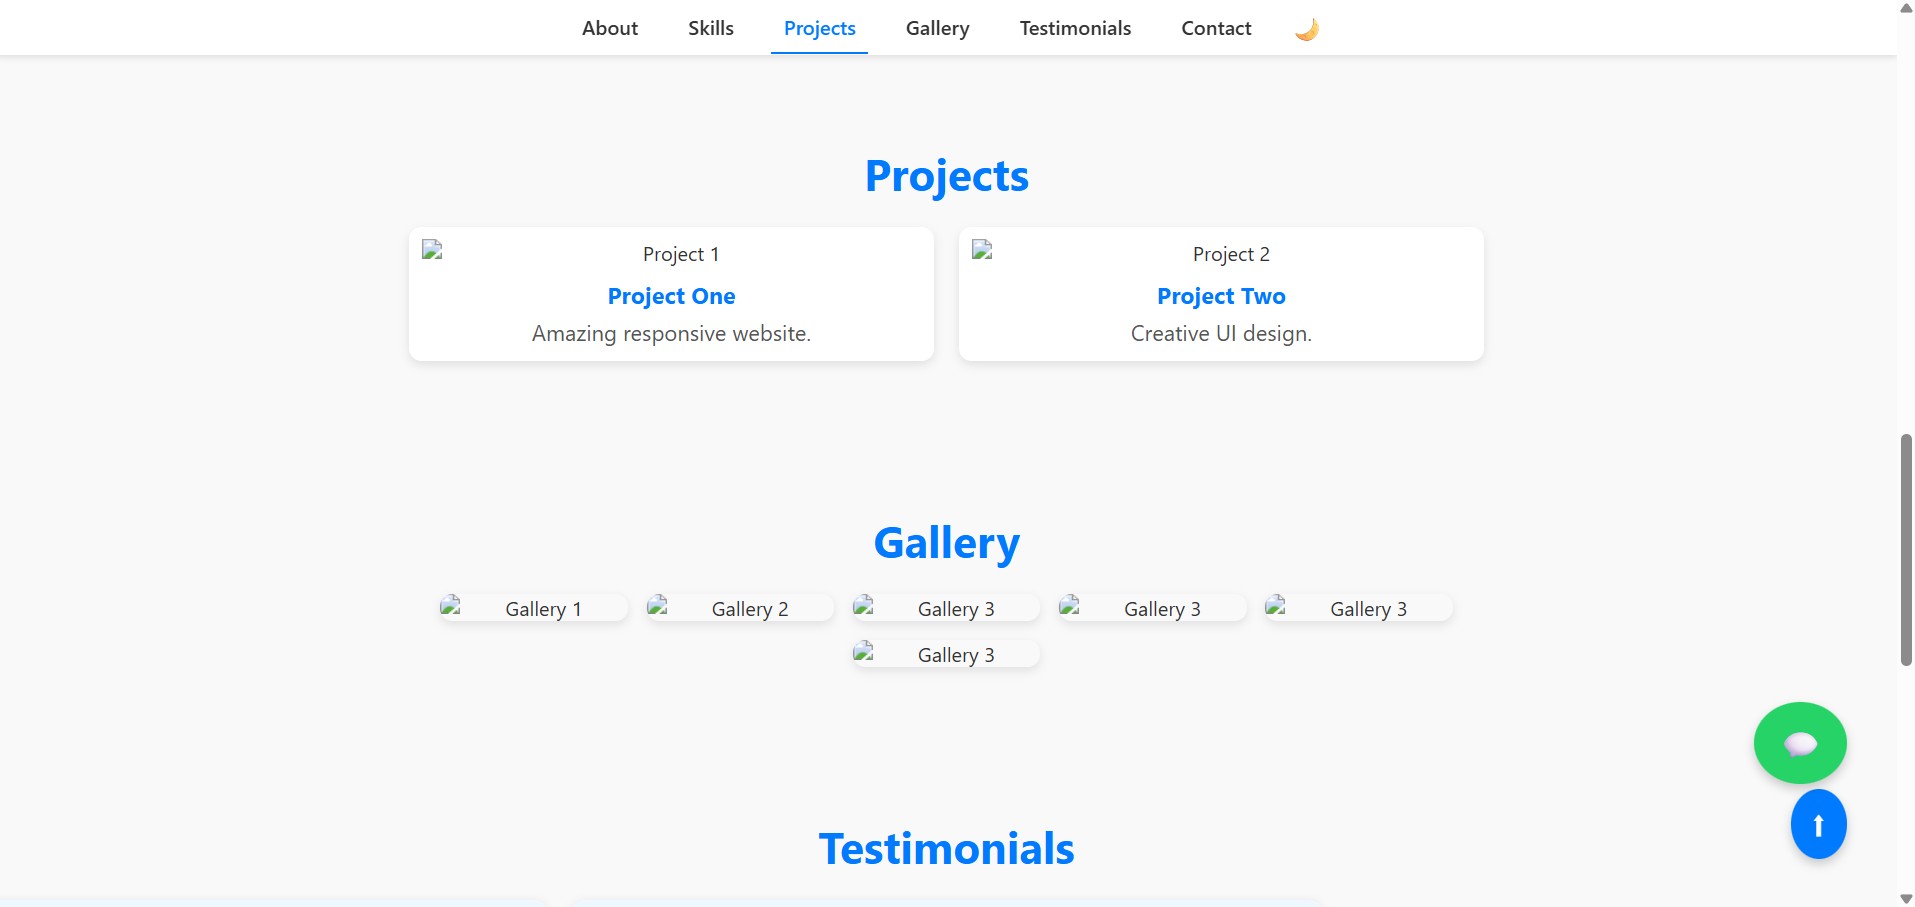 About Skills Projects Gallery Testimonials Contact
Projects
Project 1 Project 2
Project One Project Two
Amazing responsive website. Creative UI design.
Gallery
Gallery 1 Gallery 2 Gallery 3 Gallery 3 Gallery 3
Gallery 3
Testimonials